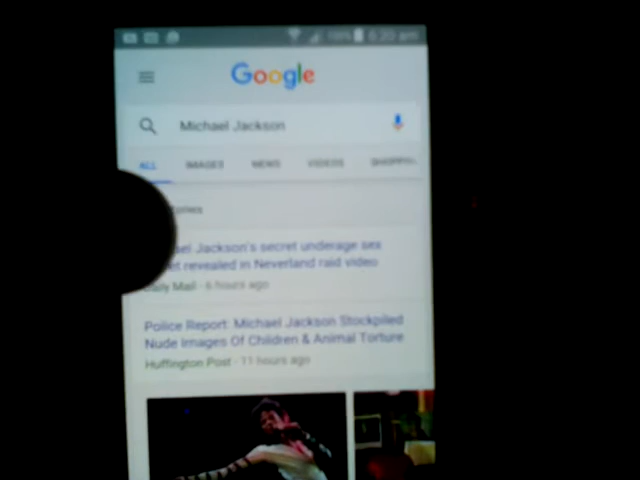 Google
Michael Jackson
ALL IMAGES NEWS VIDEOS
Jackson's secret underage sex
revealed in Neverland raid video
Daily Mail - 6 hours ago
Police Report: Michael Jackson Stockpiled
Nude Images Of Children & Animal Torture
Huffington Post - 11 hours ago